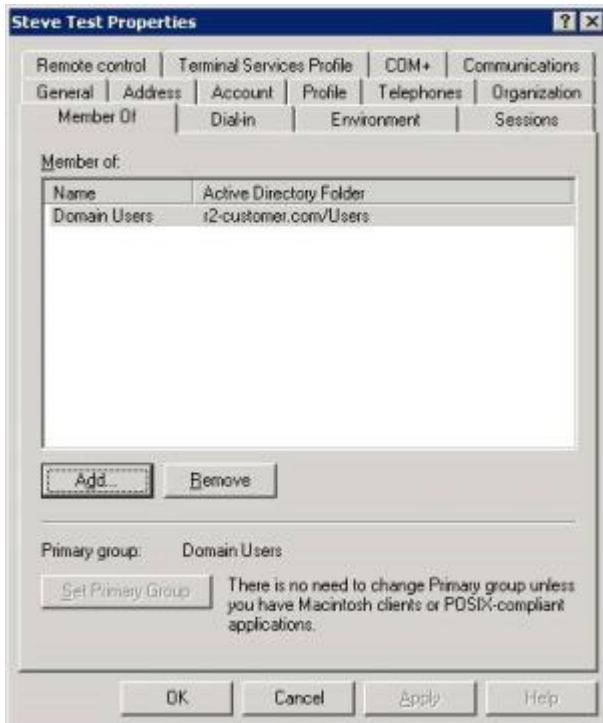 Steve Test Properties
Remote control Terminal Services Profile COM+ Communications
General Address Account Profile Telephones Organization
Member Of Dial-in Environment Sessions
Member of:
Name Active Directory Folder
Domain Users r2-customer.com/Users
Add... Remove
Primary group: Domain Users
Set Primary Group
There is no need to change Primary group unless
you have Macintosh clients or POSIX-compliant
applications.
OK Cancel Apply Help